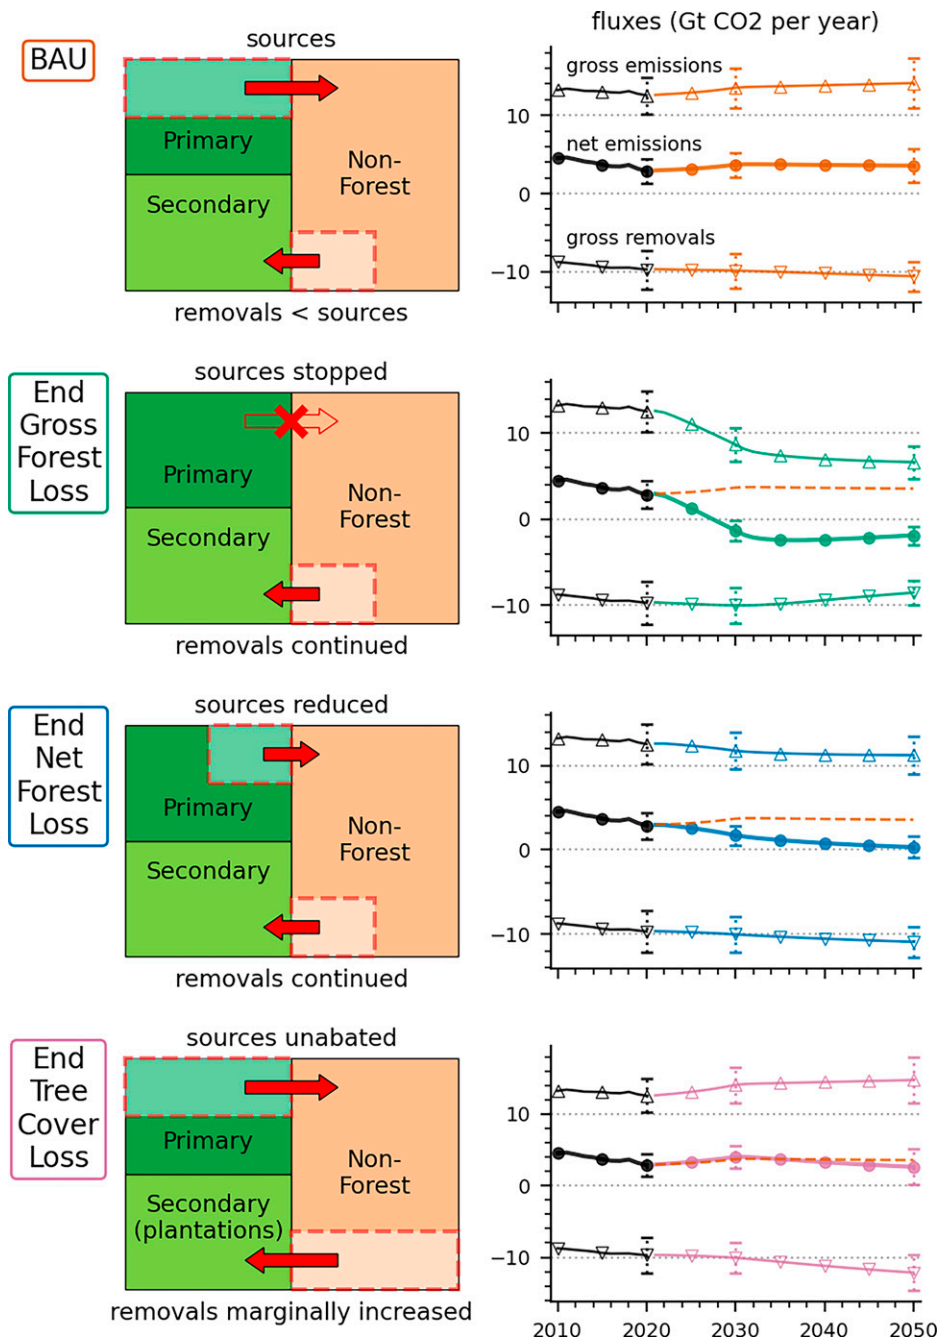 sources
fluxes (Gt CO2 per year)
BAU
Primary
Secondary
Non-
Forest
removals < sources
gross emissions
10
net emissions
0
gross removals
−10
sources stopped
End
Gross
Forest
Loss
Primary
Secondary
Non-
Forest
removals continued
10
0
−10
sources reduced
End
Net
Forest
Loss
Primary
Secondary
Non-
Forest
removals continued
10
0
−10
sources unabated
End
Tree
Cover
Loss
Primary
Secondary
(plantations)
Non-
Forest
removals marginally increased
10
0
−10
2010 2020 2030 2040 2050